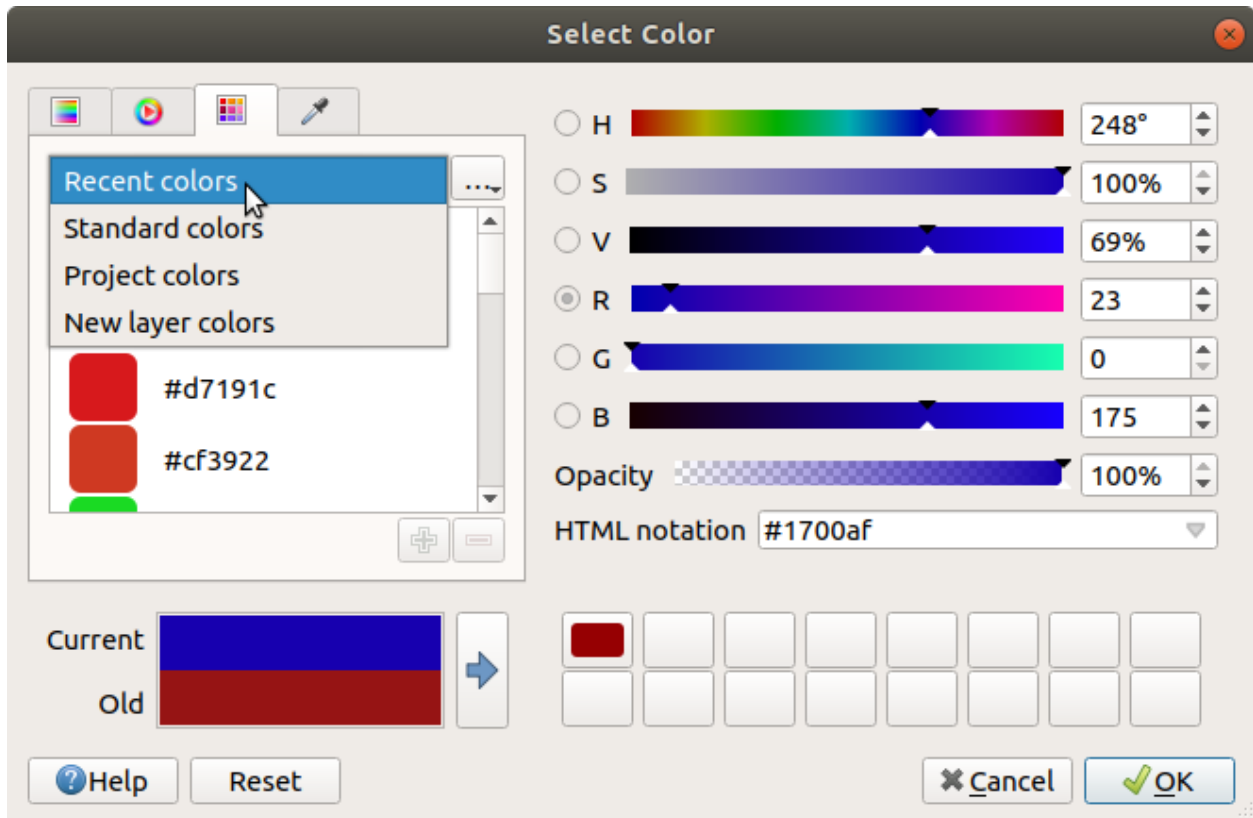 Select Color
Recent colors
...
Standard colors
Project colors
New layer colors
#d7191c
#cf3922
H 248°
S 100%
V 69%
R 23
G 0
B 175
Opacity 100%
HTML notation #1700af
Current
Old
?Help
Reset
Cancel
OK